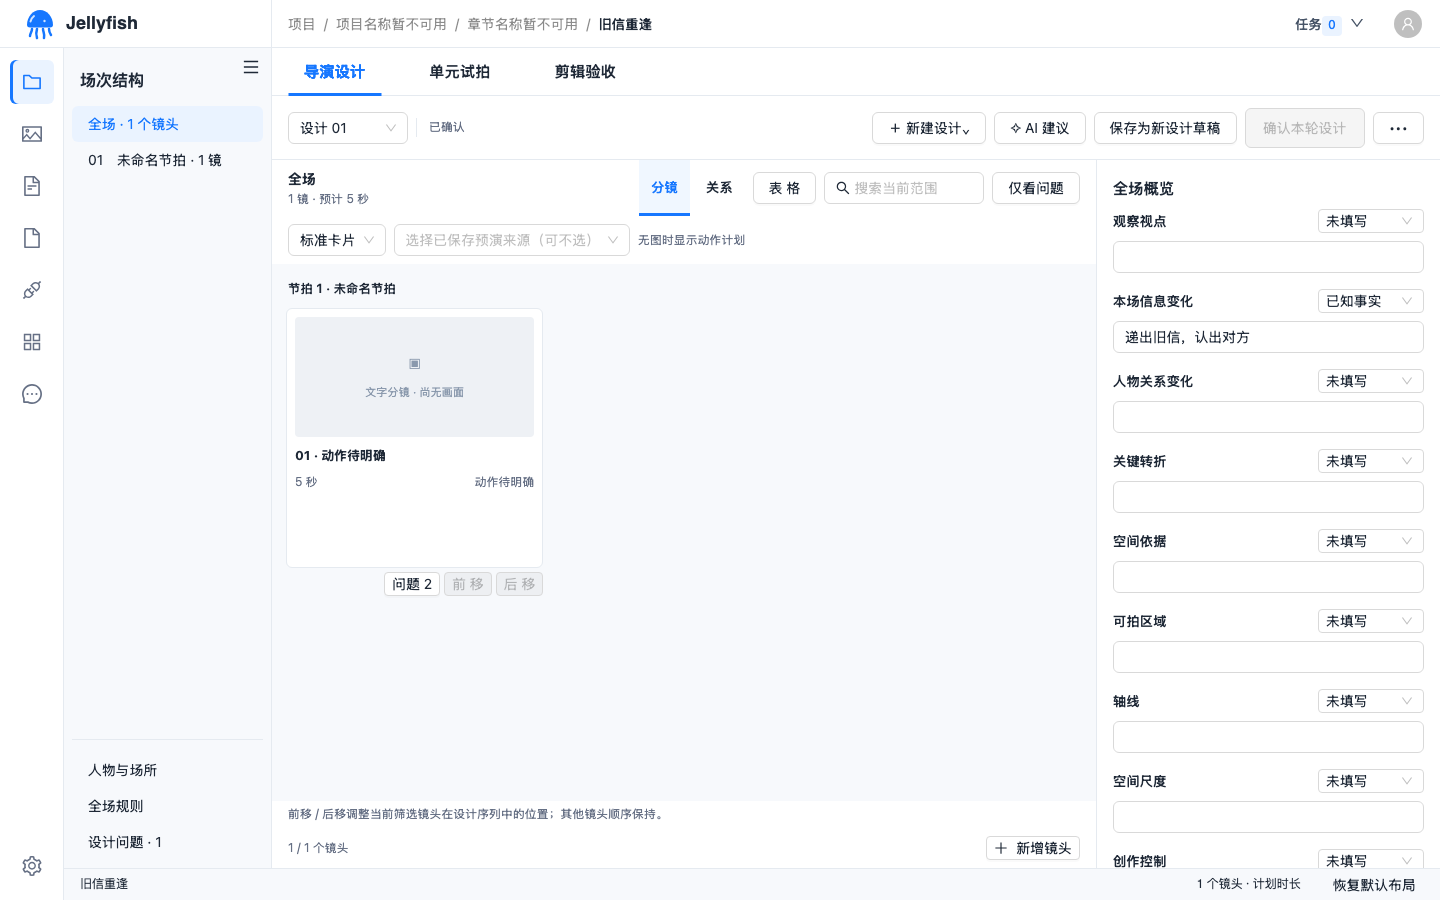 Jellyfish
项目 / 项目名称暂不可用 / 章节名称暂不可用 / 旧信重逢
任务 0
场次结构
全场 · 1 个镜头
01 未命名节拍 · 1 镜
人物与场所
全场规则
设计问题 · 1
导演设计 单元试拍 剪辑验收
设计 01 已确认
+ 新建设计
AI 建议
保存为新设计草稿
确认本轮设计
...
全场
1 镜 · 预计 5 秒
分镜 关系 表 格
搜索当前范围
仅看问题
标准卡片
选择已保存预演来源（可不选）
无图时显示动作计划
节拍 1 · 未命名节拍
文字分镜 · 尚无画面
01 · 动作待明确
5 秒 动作待明确
问题 2 前 移 后 移
前移 / 后移调整当前筛选镜头在设计序列中的位置；其他镜头顺序保持。
1 / 1 个镜头
+ 新增镜头
全场概览
观察视点 未填写
本场信息变化 已知事实
递出旧信，认出对方
人物关系变化 未填写
关键转折 未填写
空间依据 未填写
可拍区域 未填写
轴线 未填写
空间尺度 未填写
创作控制 未填写
旧信重逢
1 个镜头 · 计划时长
恢复默认布局